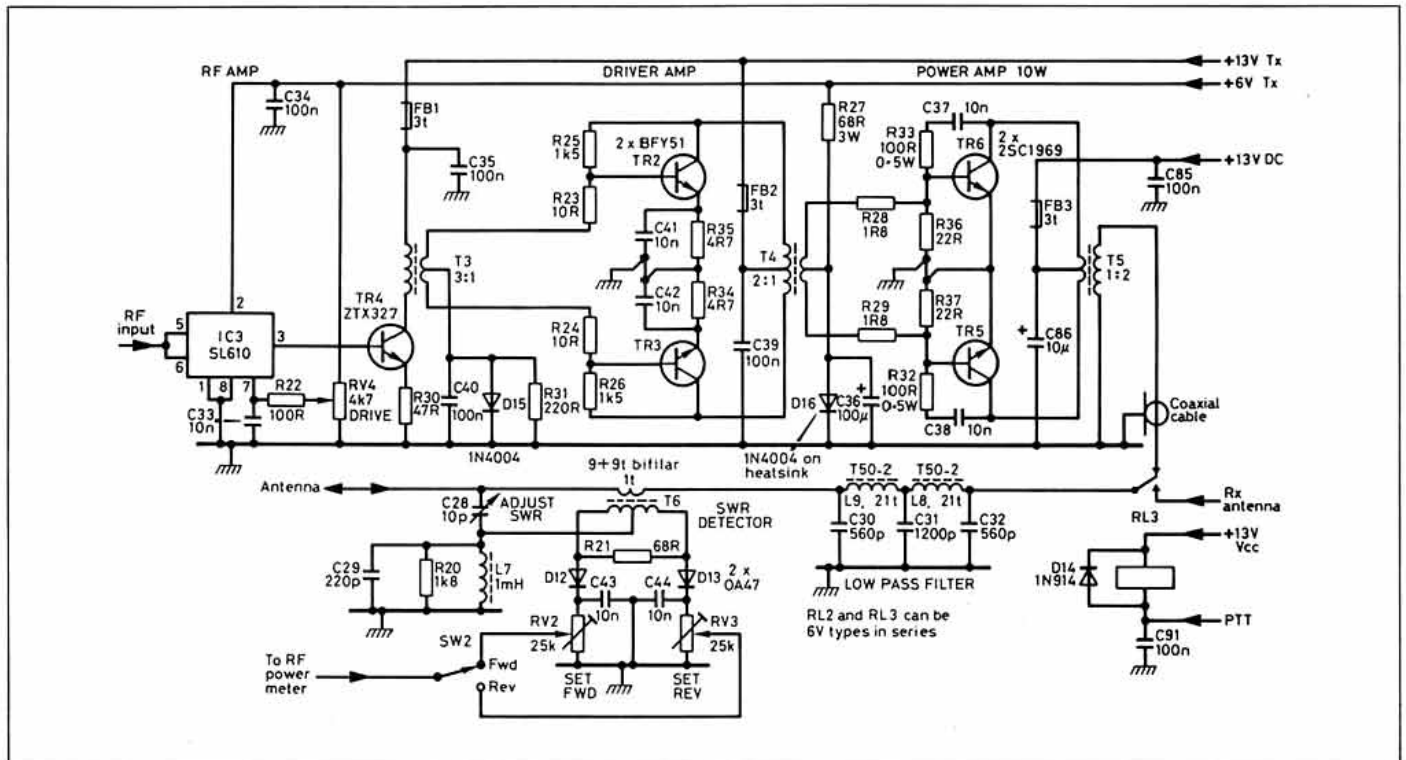 RF AMP
DRIVER AMP
POWER AMP 10W
+13V Tx
+6V Tx
C34
100n
FB1
3t
C35
100n
R25
1k5
2 x BFY51
TR2
R23
10R
C41
10n
R35
4R7
FB2
3t
R27
68R
3W
C37
10n
R33
100R
0·5W
TR6
2 x
2SC1969
+13V DC
C85
100n
FB3
3t
R28
1R8
R36
22R
T3
3:1
T4
2:1
T5
1:2
C42
10n
R34
4R7
R29
1R8
R37
22R
RF
input
5
6
2
IC3
SL610
3
1
8
7
TR4
ZTX327
R24
10R
TR3
C39
100n
TR5
C86
+
10μ
R22
100R
RV4
4k7
DRIVE
R30
47R
C40
100n
D15
R31
220R
R26
1k5
D16
C36
+
100μ
R32
100R
0·5W
C38
10n
C33
10n
Coaxial
cable
1N4004
1N4004 on
heatsink
9+9t bifilar
1t
T50-2
T50-2
Antenna
C28
10p
ADJUST
SWR
T6
SWR
DETECTOR
L9, 21t
L8, 21t
Rx
antenna
RL3
C30
560p
C31
1200p
C32
560p
+13V
Vcc
R21
68R
C29
220p
R20
1k8
L7
1mH
D12
C43
10n
C44
10n
D13
2 x
OA47
LOW PASS FILTER
D14
1N914
RL2 and RL3 can be
6V types in series
PTT
C91
100n
RV2
25k
RV3
25k
SW2
To RF
power
meter
Fwd
Rev
SET
FWD
SET
REV